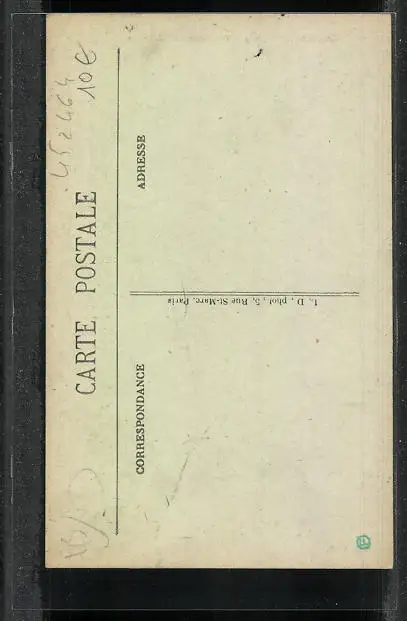 452464
10€
CARTE POSTALE
CORRESPONDANCE
ADRESSE
L. D., phot., 5, Rue St-Marc, Paris